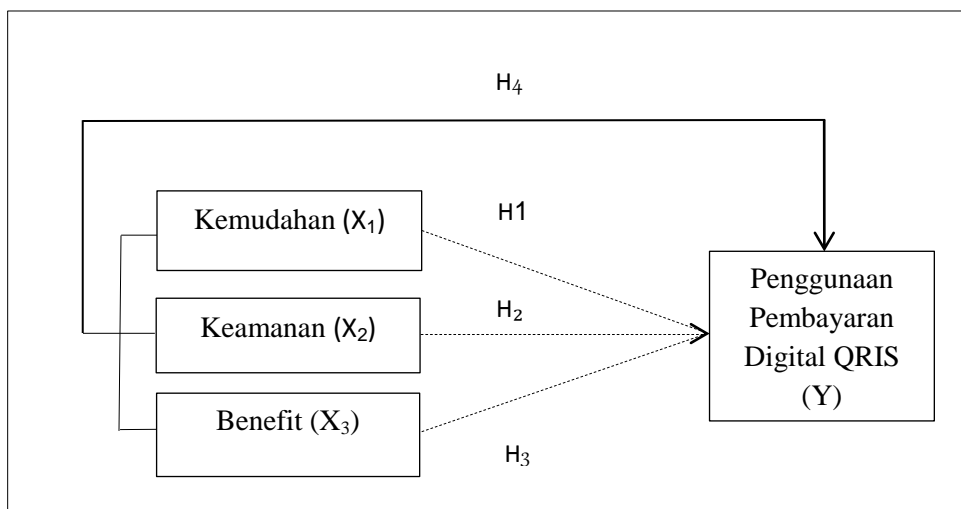 H₄
Kemudahan (X₁)
H1
Keamanan (X₂)
H₂
Benefit (X₃)
H₃
Penggunaan
Pembayaran
Digital QRIS
(Y)